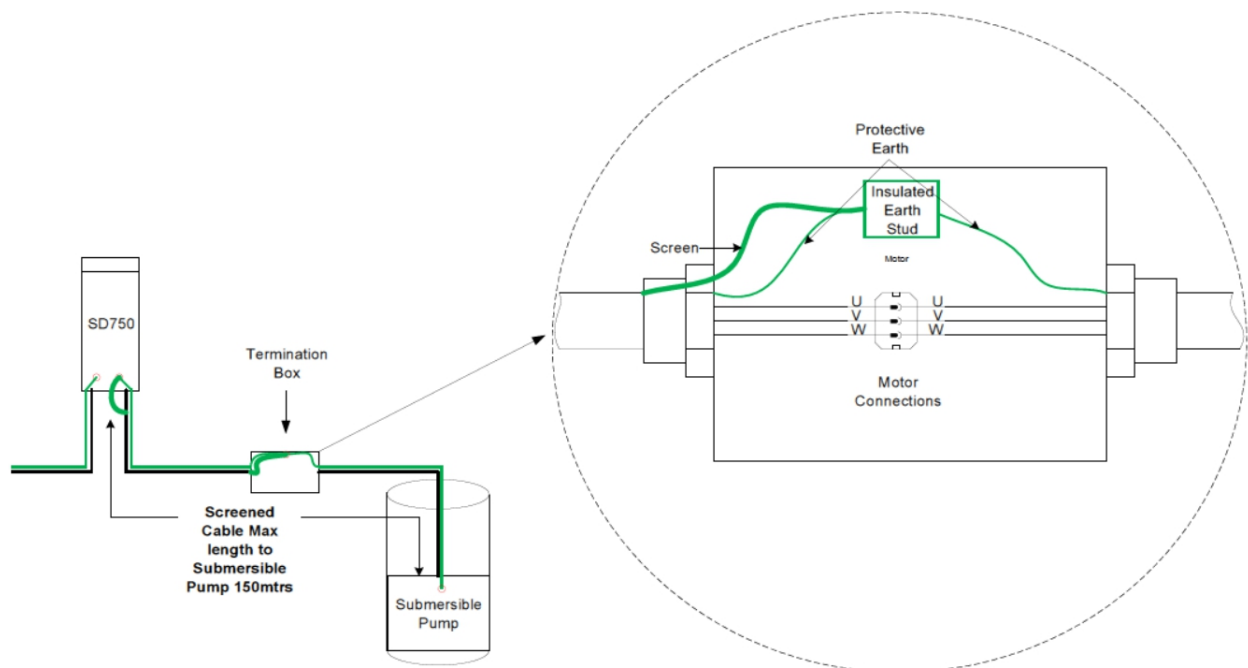 SD750
Termination
Box
Screened
Cable Max
length to
Submersible
Pump 150mtrs
Submersible
Pump
Protective
Earth
Insulated
Earth
Stud
Screen
Motor
U U
V V
W W
Motor
Connections